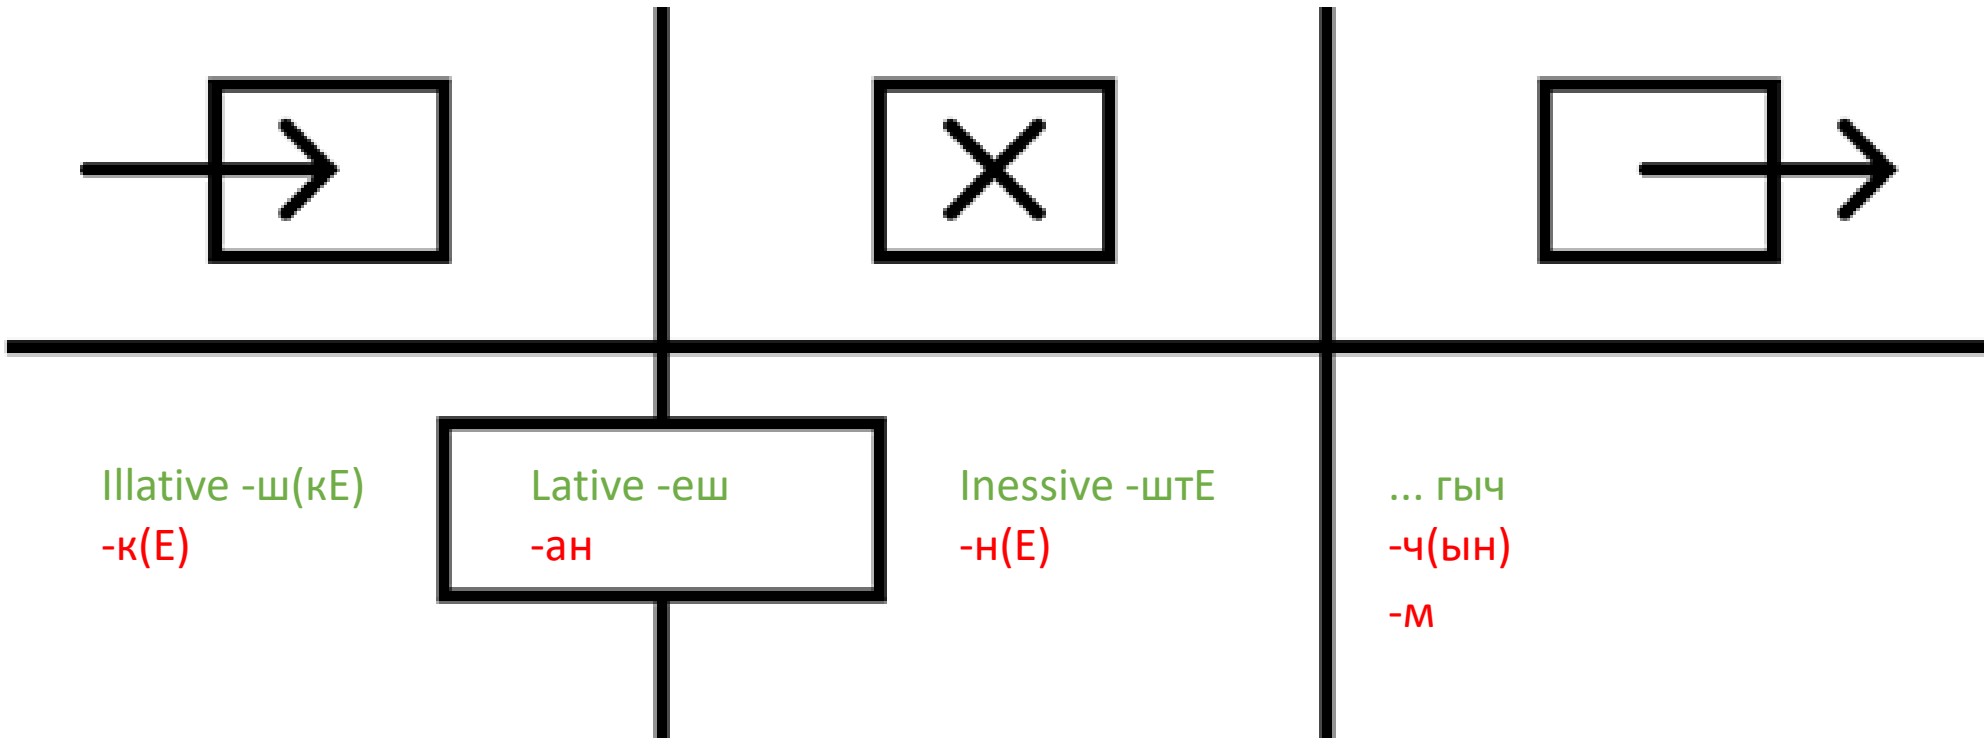 Illative -ш(кЕ)
-к(Е)
Lative -еш
-ан
Inessive -штЕ
-н(Е)
... гыч
-ч(ын)
-м